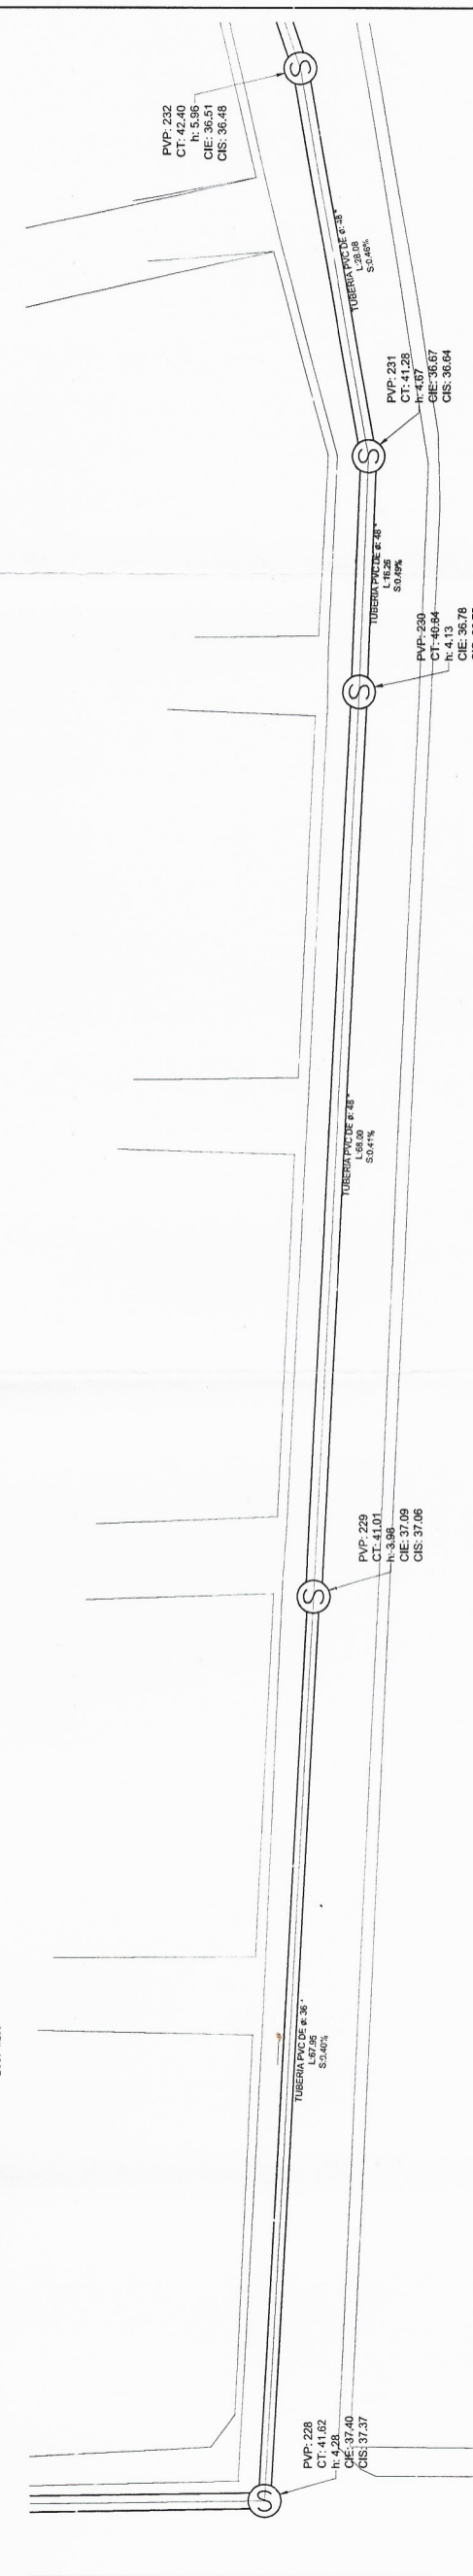 PVP: 232
CT: 42.40
h: 5.96
CIE: 36.51
CIS: 36.48
TUBERIA PVC DE ø: 48 "
L:28.08
S:0.46%
PVP: 231
CT: 41.28
h: 4.67
CIE: 36.67
CIS: 36.64
TUBERIA PVC DE ø: 48 "
L:16.26
S:0.49%
PVP: 230
CT: 40.84
h: 4.13
CIE: 36.78
TUBERIA PVC DE ø: 48 "
L:68.00
S:0.41%
PVP: 229
CT: 41.01
h: 3.98
CIE: 37.09
CIS: 37.06
TUBERIA PVC DE ø: 36 "
L:67.95
S:0.40%
PVP: 228
CT: 41.62
h: 4.28
CIE: 37.40
CIS: 37.37
S
S
S
S
S